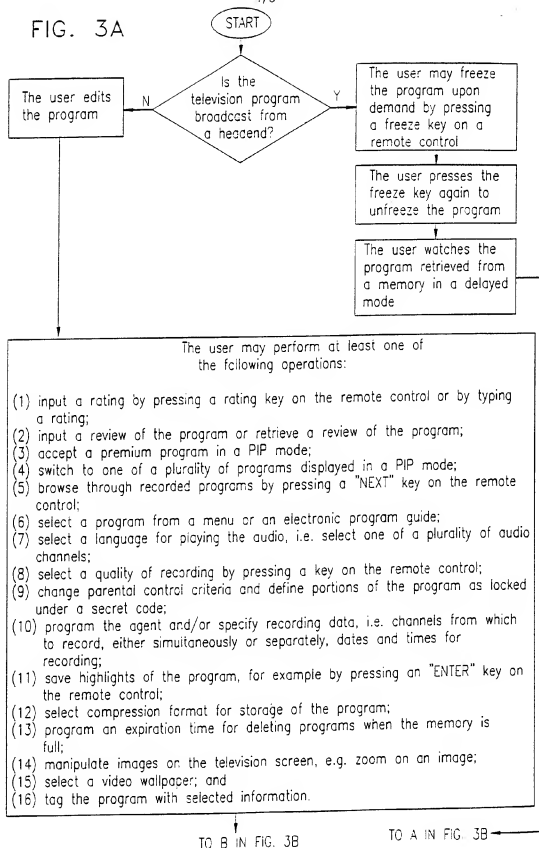 FIG. 3A
START
Is the
television program
broadcast from
a heacend?
N
Y
The user edits
the program
The user may freeze
the program upon
demand by pressing
a freeze key on a
remote control
The user presses the
freeze key again to
unfreeze the program
The user watches the
program retrieved from
a memory in a delayed
mode
The user may perform at least one of
the following operations:
(1) input a rating by pressing a rating key on the remote control or by typing
a rating;
(2) input a review of the program or retrieve a review of the program;
(3) accept a premium program in a PIP mode;
(4) switch to one of a plurality of programs displayed in a PIP mode;
(5) browse through recorded programs by pressing a "NEXT" key on the remote
control;
(6) select a program from a menu or an electronic program guide;
(7) select a language for playing the audio, i.e. select one of a plurality of audio
channels;
(8) select a quality of recording by pressing a key on the remote control;
(9) change parental control criteria and define portions of the program as locked
under a secret code;
(10) program the agent and/or specify recording data, i.e. channels from which
to record, either simultaneously or separately, dates and times for
recording;
(11) save highlights of the program, for example by pressing an "ENTER" key on
the remote control;
(12) select compression format for storage of the program;
(13) program an expiration time for deleting programs when the memory is
full;
(14) manipulate images on the television screen, e.g. zoom on an image;
(15) select a video wallpaper; and
(16) tag the program with selected information.
TO B IN FIG. 3B
TO A IN FIG. 3B